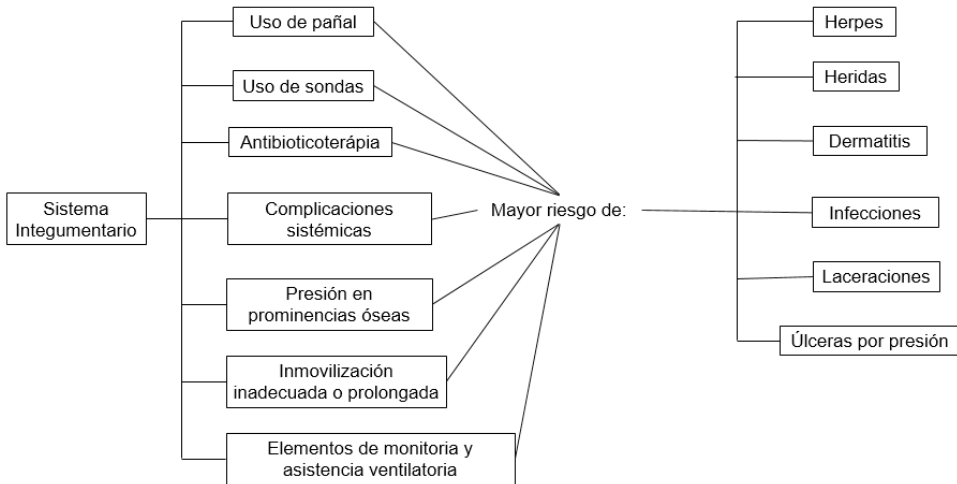 Uso de pañal
Uso de sondas
Antibioticoterápia
Sistema
Integumentario
Complicaciones
sistémicas
Presión en
prominencias óseas
Inmovilización
inadecuada o prolongada
Elementos de monitoria y
asistencia ventilatoria
Mayor riesgo de:
Herpes
Heridas
Dermatitis
Infecciones
Laceraciones
Úlceras por presión